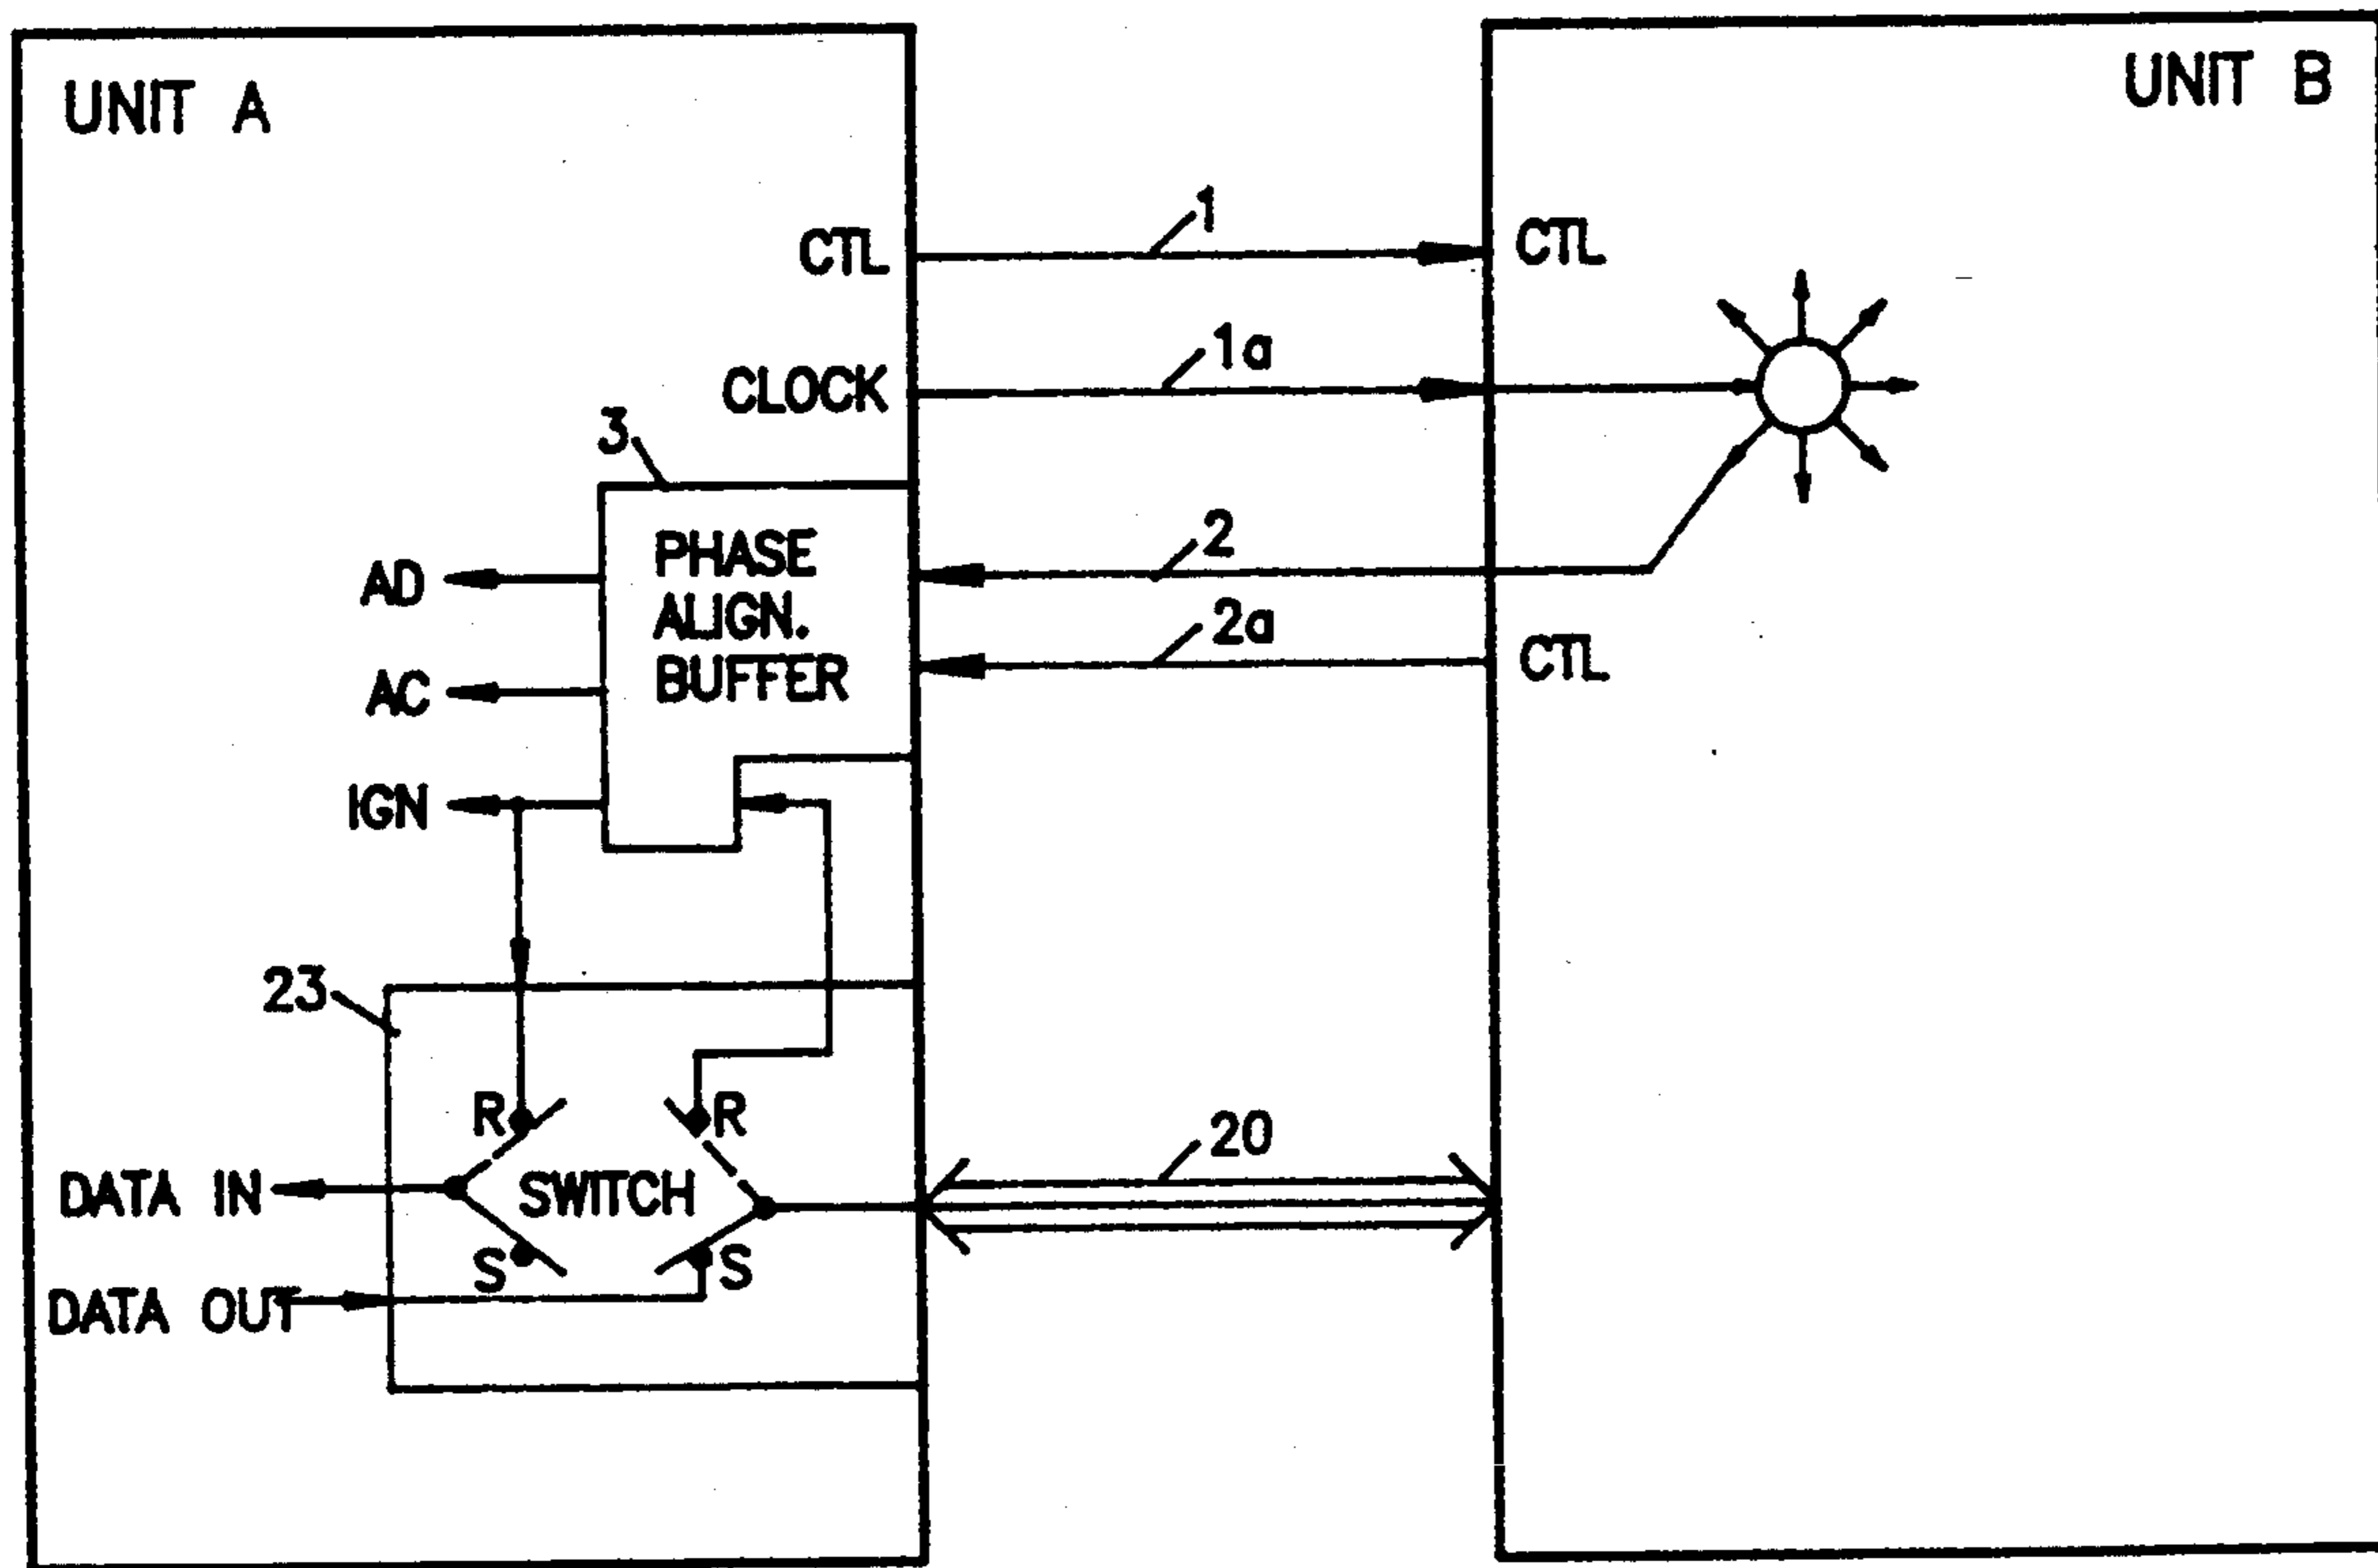 UNIT A
UNIT B
CTL
1
CTL
CLOCK
1a
3
PHASE
ALIGN.
BUFFER
AD
2
2a
CTL
AC
IGN
23
R
R
20
DATA IN
SWITCH
S
S
DATA OUT